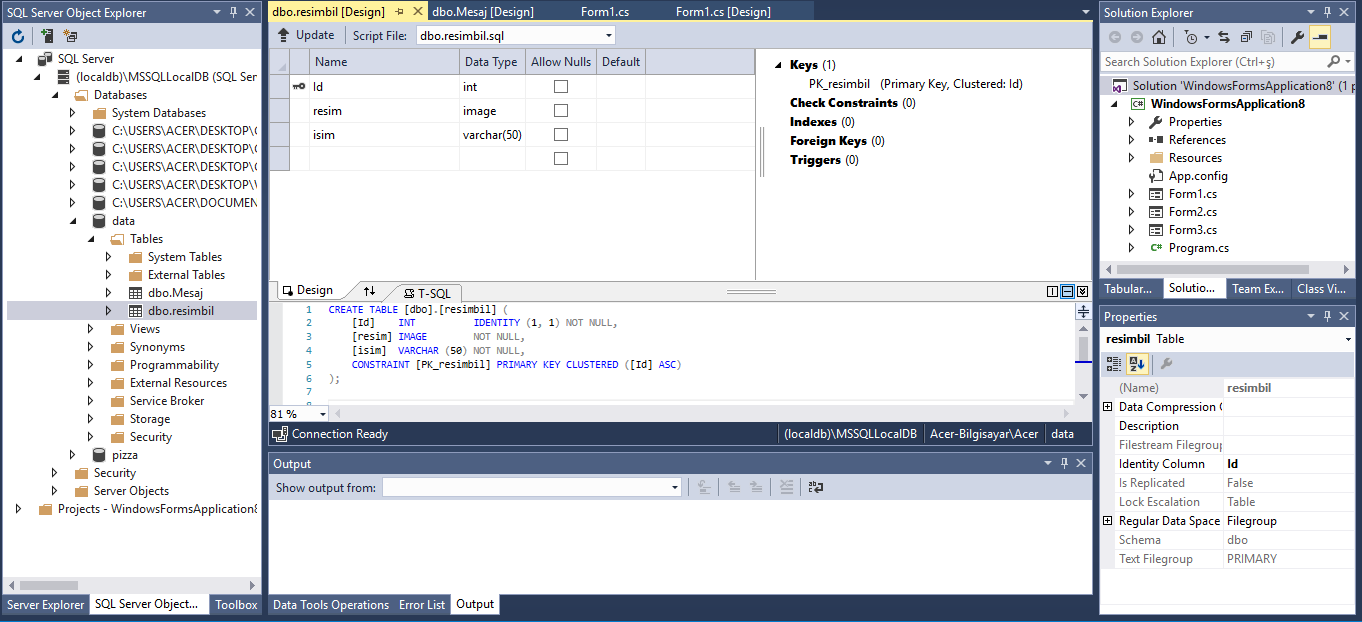 SQL Server Object Explorer
SQL Server
(localdb)\MSSQLLocalDB (SQL Ser
Databases
System Databases
C:\USERS\ACER\DESKTOP\
C:\USERS\ACER\DESKTOP\
C:\USERS\ACER\DESKTOP\
C:\USERS\ACER\DESKTOP\
C:\USERS\ACER\DOCUMEN
data
Tables
System Tables
External Tables
dbo.Mesaj
dbo.resimbil
Views
Synonyms
Programmability
External Resources
Service Broker
Storage
Security
pizza
Security
Server Objects
Projects - WindowsFormsApplication8
Server Explorer SQL Server Object... Toolbox
dbo.resimbil [Design] dbo.Mesaj [Design] Form1.cs Form1.cs [Design]
Update Script File: dbo.resimbil.sql
Name Data Type Allow Nulls Default
Id int
resim image
isim varchar(50)
Keys (1)
PK_resimbil (Primary Key, Clustered: Id)
Check Constraints (0)
Indexes (0)
Foreign Keys (0)
Triggers (0)
Design T-SQL
1 CREATE TABLE [dbo].[resimbil] (
2 [Id] INT IDENTITY (1, 1) NOT NULL,
3 [resim] IMAGE NOT NULL,
4 [isim] VARCHAR (50) NOT NULL,
5 CONSTRAINT [PK_resimbil] PRIMARY KEY CLUSTERED ([Id] ASC)
6 );
7
81 %
Connection Ready (localdb)\MSSQLLocalDB Acer-Bilgisayar\Acer data
Output
Show output from:
Data Tools Operations Error List Output
Solution Explorer
Search Solution Explorer (Ctrl+ş)
Solution 'WindowsFormsApplication8' (1 p
WindowsFormsApplication8
Properties
References
Resources
App.config
Form1.cs
Form2.cs
Form3.cs
Program.cs
Tabular... Solutio... Team Ex... Class Vi...
Properties
resimbil Table
(Name) resimbil
Data Compression
Description
Filestream Filegroup
Identity Column Id
Is Replicated False
Lock Escalation Table
Regular Data Space Filegroup
Schema dbo
Text Filegroup PRIMARY